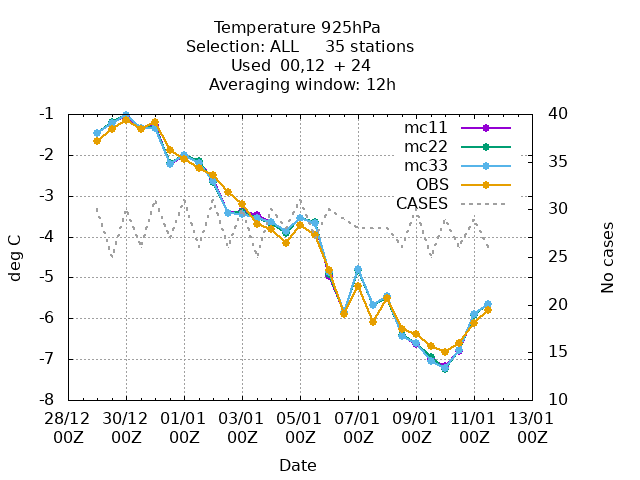 Temperature 925hPa
Selection: ALL 35 stations
Used 00,12 + 24
Averaging window: 12h
-1
-2
-3
-4
-5
-6
-7
-8
deg C
40
35
30
25
20
15
10
No cases
mc11
mc22
mc33
OBS
CASES
28/12 30/12 01/01 03/01 05/01 07/01 09/01 11/01 13/01
00Z 00Z 00Z 00Z 00Z 00Z 00Z 00Z 00Z
Date